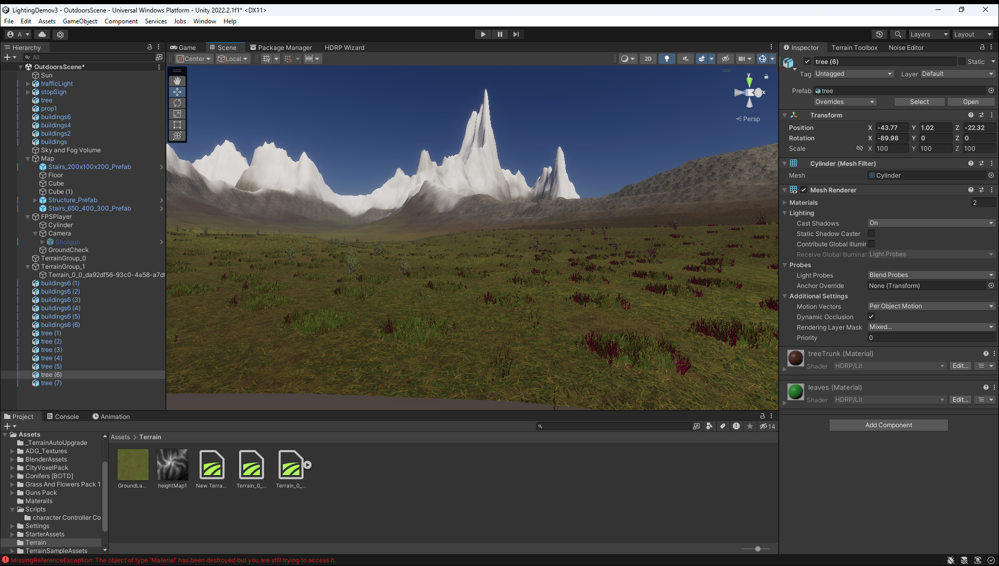 LightingDemov3 - OutdoorsScene - Universal Windows Platform - Unity 2022.2.1f1* <DX11>
File Edit Assets GameObject Component Services Jobs Window Help
A
Layers Layout
Hierarchy
All
OutdoorsScene*
Sun
trafficLight
stopSign
tree
prop1
buildings6
buildings4
buildings2
buildings
Sky and Fog Volume
Map
Stairs_200x100x200_Prefab
Floor
Cube
Cube (1)
Structure_Prefab
Stairs_650_400_300_Prefab
FPSPlayer
Cylinder
Camera
Shotgun
GroundCheck
TerrainGroup_0
TerrainGroup_1
Terrain_0_0_da92df56-93c0-4a58-a7df
buildings6 (1)
buildings6 (2)
buildings6 (3)
buildings6 (4)
buildings6 (5)
buildings6 (6)
tree (1)
tree (2)
tree (3)
tree (4)
tree (5)
tree (6)
tree (7)
Game Scene Package Manager HDRP Wizard
Center Local 2D
y
x
< Persp
Inspector Terrain Toolbox Noise Editor
tree (6) Static
Tag Untagged Layer Default
Prefab tree
Overrides Select Open
Transform
Position X -43.77 Y 1.02 Z -22.32
Rotation X -89.98 Y 0 Z 0
Scale X 100 Y 100 Z 100
Cylinder (Mesh Filter)
Mesh Cylinder
Mesh Renderer
Materials 2
Lighting
Cast Shadows On
Static Shadow Caster
Contribute Global Illumir
Receive Global Illuminat Light Probes
Probes
Light Probes Blend Probes
Anchor Override None (Transform)
Additional Settings
Motion Vectors Per Object Motion
Dynamic Occlusion
Rendering Layer Mask Mixed...
Priority 0
treeTrunk (Material)
Shader HDRP/Lit Edit...
leaves (Material)
Shader HDRP/Lit Edit...
Add Component
Project Console Animation
14
Assets
_TerrainAutoUpgrade
ADG_Textures
BlenderAssets
CityVoxelPack
Conifers [BOTD]
Grass And Flowers Pack 1
Guns Pack
Materails
Scripts
character Controller Co
Settings
StarterAssets
Terrain
TerrainSampleAssets
Assets > Terrain
GroundLa... heightMap1 New Terra... Terrain_0_... Terrain_0_...
MissingReferenceException: The object of type 'Material' has been destroyed but you are still trying to access it.